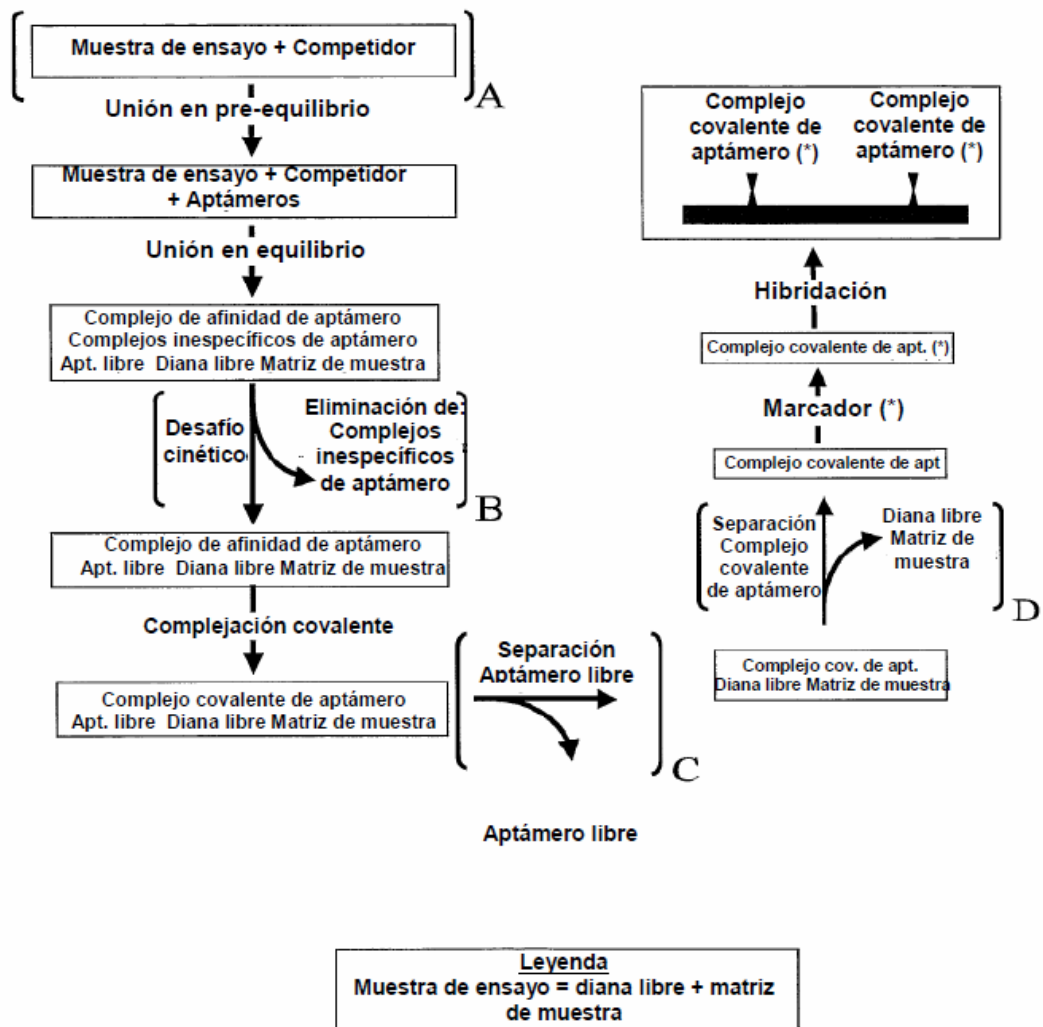 Muestra de ensayo + Competidor
A
Unión en pre-equilibrio
Muestra de ensayo + Competidor
+ Aptámeros
Unión en equilibrio
Complejo de afinidad de aptámero
Complejos inespecíficos de aptámero
Apt. libre Diana libre Matriz de muestra
Desafío
cinético
Eliminación de
Complejos
inespecíficos
de aptámero
B
Complejo de afinidad de aptámero
Apt. libre Diana libre Matriz de muestra
Complejación covalente
Complejo covalente de aptámero
Apt. libre Diana libre Matriz de muestra
Separación
Aptámero libre
C
Aptámero libre
Complejo cov. de apt.
Diana libre Matriz de muestra
Separación
Complejo
covalente
de aptámero
Diana libre
Matriz de
muestra
D
Complejo covalente de apt
Marcador (*)
Complejo covalente de apt. (*)
Hibridación
Complejo
covalente de
aptámero (*)
Complejo
covalente de
aptámero (*)
Leyenda
Muestra de ensayo = diana libre + matriz
de muestra